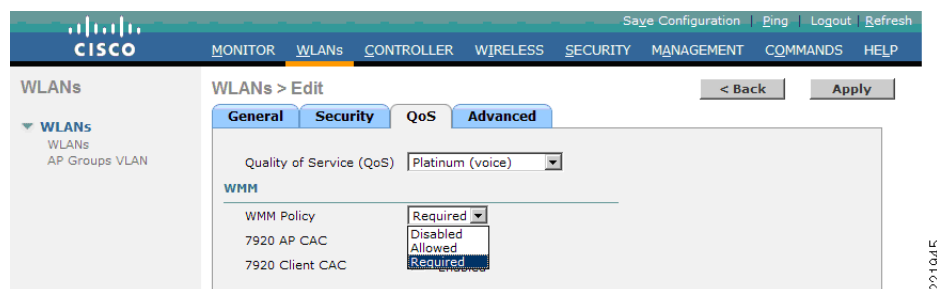 Save Configuration | Ping | Logout | Refresh
CISCO
MONITOR WLANs CONTROLLER WIRELESS SECURITY MANAGEMENT COMMANDS HELP
WLANs
WLANs
WLANs
AP Groups VLAN
WLANs > Edit
< Back
Apply
General Security QoS Advanced
Quality of Service (QoS) Platinum (voice)
WMM
WMM Policy Required
Disabled
Allowed
Required
7920 AP CAC
7920 Client CAC Enabled
221945